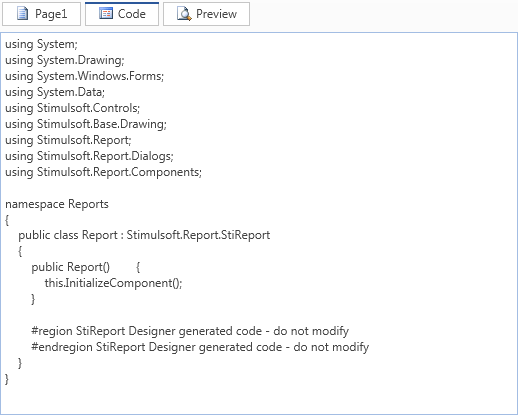 Page1 Code Preview
using System;
using System.Drawing;
using System.Windows.Forms;
using System.Data;
using Stimulsoft.Controls;
using Stimulsoft.Base.Drawing;
using Stimulsoft.Report;
using Stimulsoft.Report.Dialogs;
using Stimulsoft.Report.Components;

namespace Reports
{
    public class Report : Stimulsoft.Report.StiReport
    {
        public Report()        {
            this.InitializeComponent();
        }

        #region StiReport Designer generated code - do not modify
        #endregion StiReport Designer generated code - do not modify
    }
}